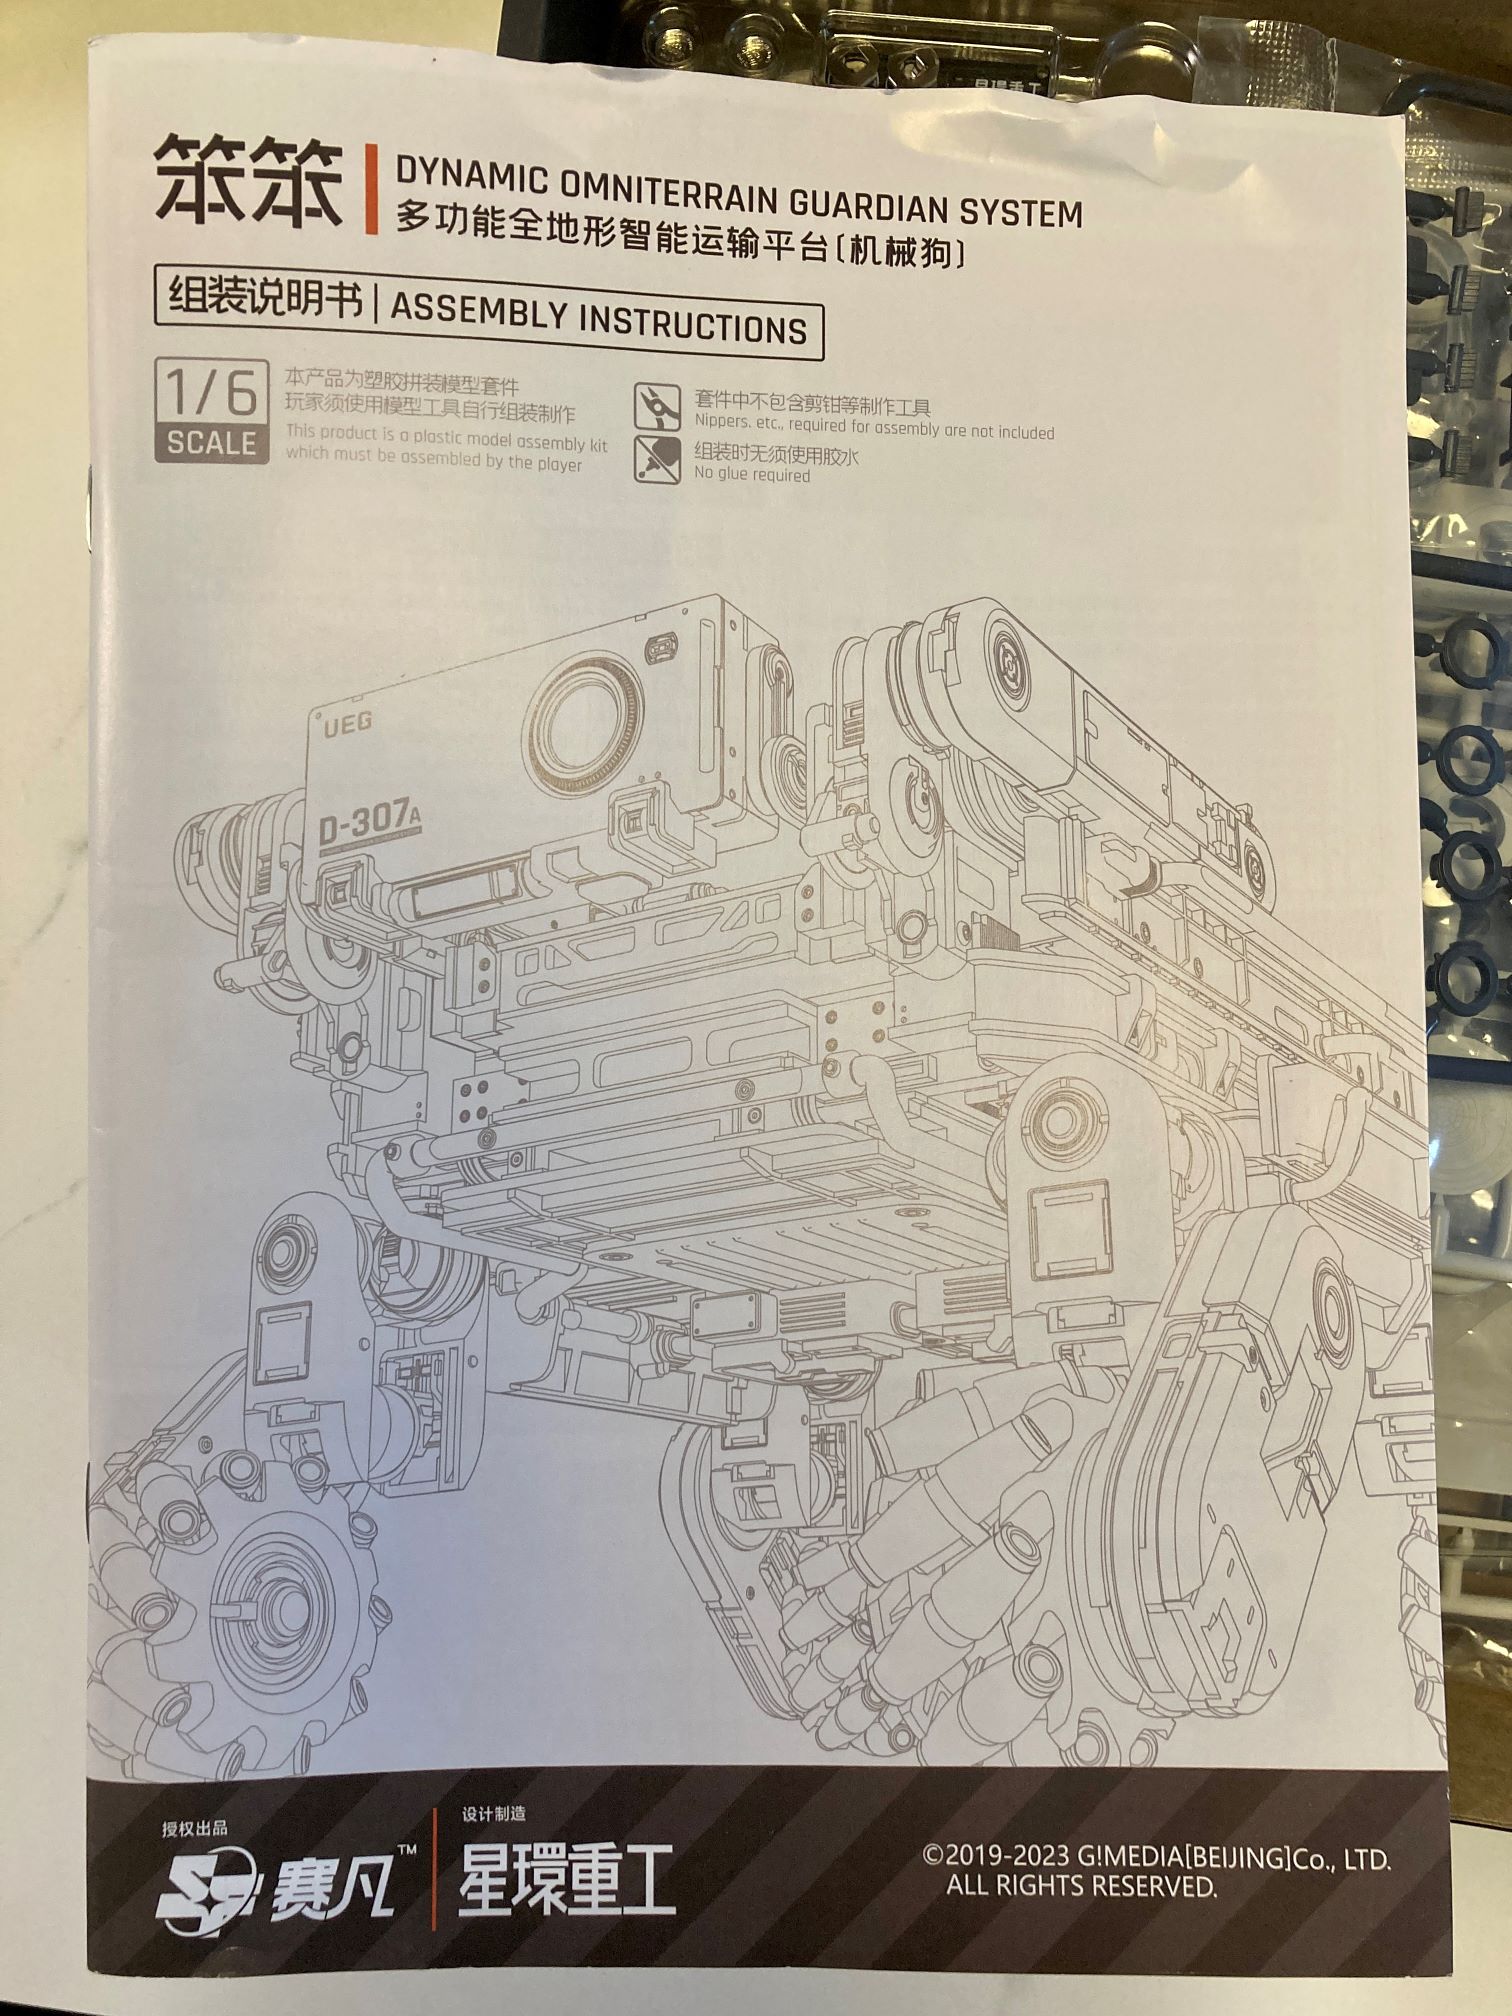 笨笨
DYNAMIC OMNITERRAIN GUARDIAN SYSTEM
多功能全地形智能运输平台〔机械狗〕
组装说明书 | ASSEMBLY INSTRUCTIONS
1/6
SCALE
本产品为塑胶拼装模型套件
玩家须使用模型工具自行组装制作
This product is a plastic model assembly kit
which must be assembled by the player
套件中不包含剪钳等制作工具
Nippers. etc., required for assembly are not included
组装时无须使用胶水
No glue required
UEG
D-307A
授权出品
赛凡™
设计制造
星環重工
©2019-2023 G!MEDIA[BEIJING]Co., LTD.
ALL RIGHTS RESERVED.
星環重工